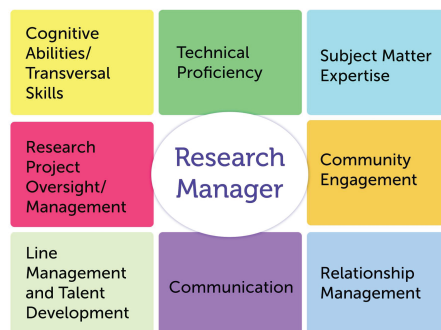 Cognitive
Abilities/
Transversal
Skills
Technical
Proficiency
Subject Matter
Expertise
Research
Project
Oversight/
Management
Research
Manager
Community
Engagement
Line
Management
and Talent
Development
Communication
Relationship
Management